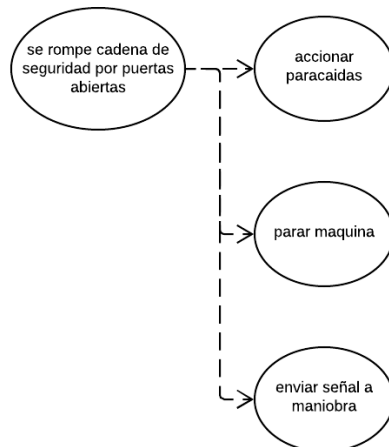 se rompe cadena de
seguridad por puertas
abiertas
accionar
paracaidas
parar maquina
enviar señal a
maniobra